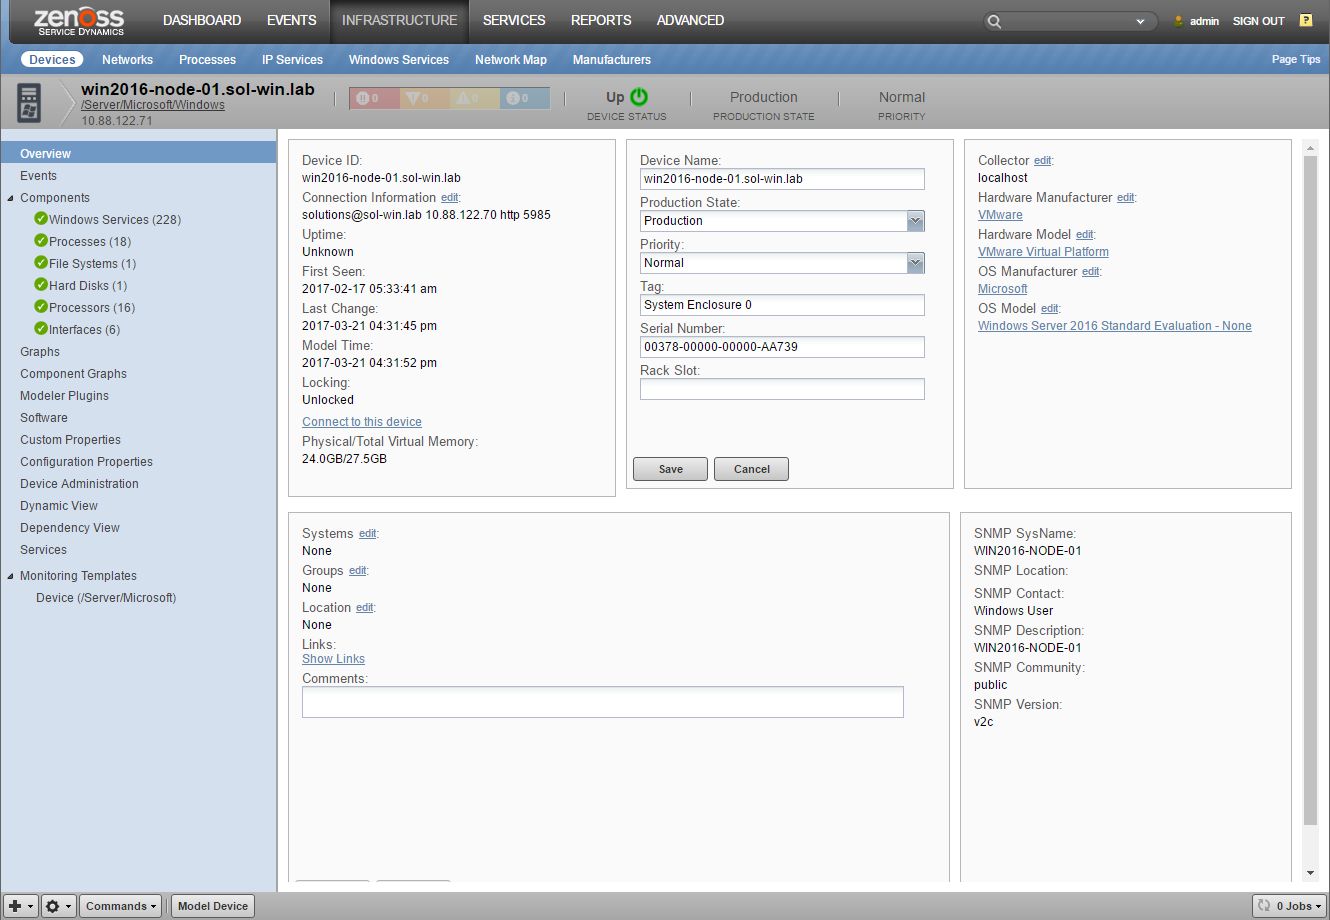 zenoss
SERVICE DYNAMICS
DASHBOARD EVENTS INFRASTRUCTURE SERVICES REPORTS ADVANCED
admin SIGN OUT ?
Devices Networks Processes IP Services Windows Services Network Map Manufacturers Page Tips
win2016-node-01.sol-win.lab
/Server/Microsoft/Windows
10.88.122.71
0 0 0 0
Up
DEVICE STATUS
Production
PRODUCTION STATE
Normal
PRIORITY
Overview
Events
Components
Windows Services (228)
Processes (18)
File Systems (1)
Hard Disks (1)
Processors (16)
Interfaces (6)
Graphs
Component Graphs
Modeler Plugins
Software
Custom Properties
Configuration Properties
Device Administration
Dynamic View
Dependency View
Services
Monitoring Templates
Device (/Server/Microsoft)
Device ID:
win2016-node-01.sol-win.lab
Connection Information edit:
solutions@sol-win.lab 10.88.122.70 http 5985
Uptime:
Unknown
First Seen:
2017-02-17 05:33:41 am
Last Change:
2017-03-21 04:31:45 pm
Model Time:
2017-03-21 04:31:52 pm
Locking:
Unlocked
Connect to this device
Physical/Total Virtual Memory:
24.0GB/27.5GB
Device Name:
win2016-node-01.sol-win.lab
Production State:
Production
Priority:
Normal
Tag:
System Enclosure 0
Serial Number:
00378-00000-00000-AA739
Rack Slot:
Save Cancel
Collector edit:
localhost
Hardware Manufacturer edit:
VMware
Hardware Model edit:
VMware Virtual Platform
OS Manufacturer edit:
Microsoft
OS Model edit:
Windows Server 2016 Standard Evaluation - None
Systems edit:
None
Groups edit:
None
Location edit:
None
Links:
Show Links
Comments:
SNMP SysName:
WIN2016-NODE-01
SNMP Location:
SNMP Contact:
Windows User
SNMP Description:
WIN2016-NODE-01
SNMP Community:
public
SNMP Version:
v2c
Commands Model Device 0 Jobs